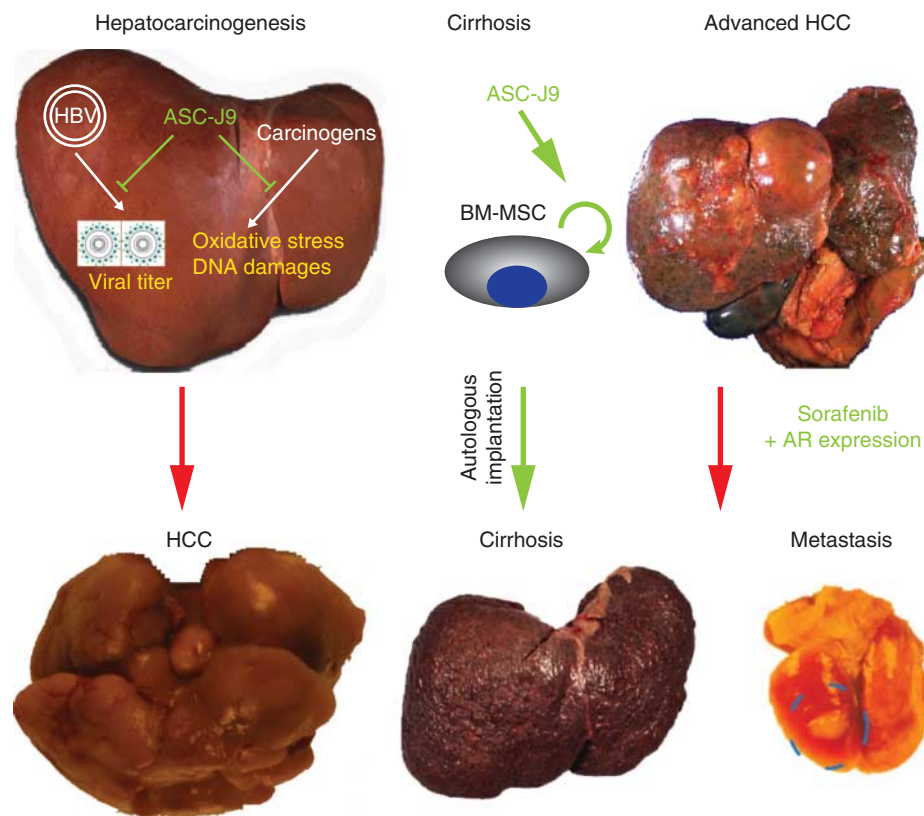 Hepatocarcinogenesis
Cirrhosis
Advanced HCC
HBV
ASC-J9
Carcinogens
Viral titer
Oxidative stress
DNA damages
ASC-J9
BM-MSC
Autologous
implantation
Sorafenib
+ AR expression
HCC
Cirrhosis
Metastasis